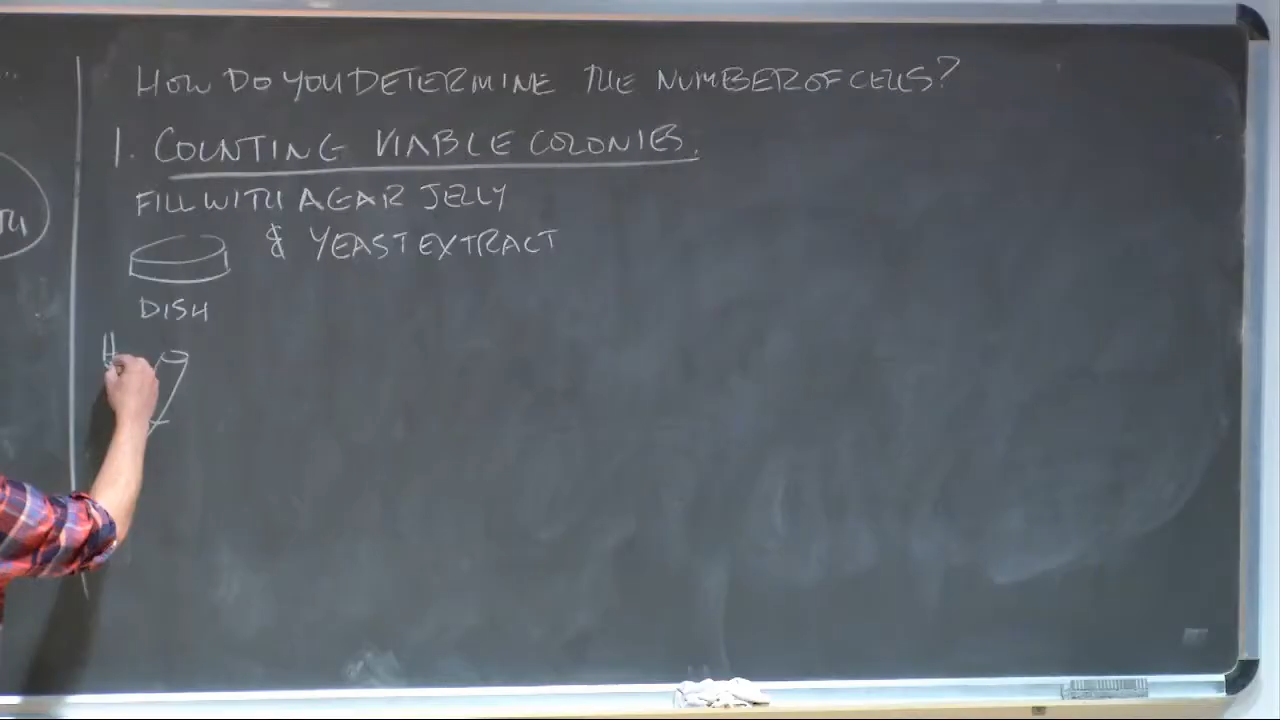 HOW DO YOU DETERMINE THE NUMBER OF CELLS?
1. COUNTING VIABLE COLONIES.
FILL WITH AGAR JELLY
& YEAST EXTRACT
DISH
H